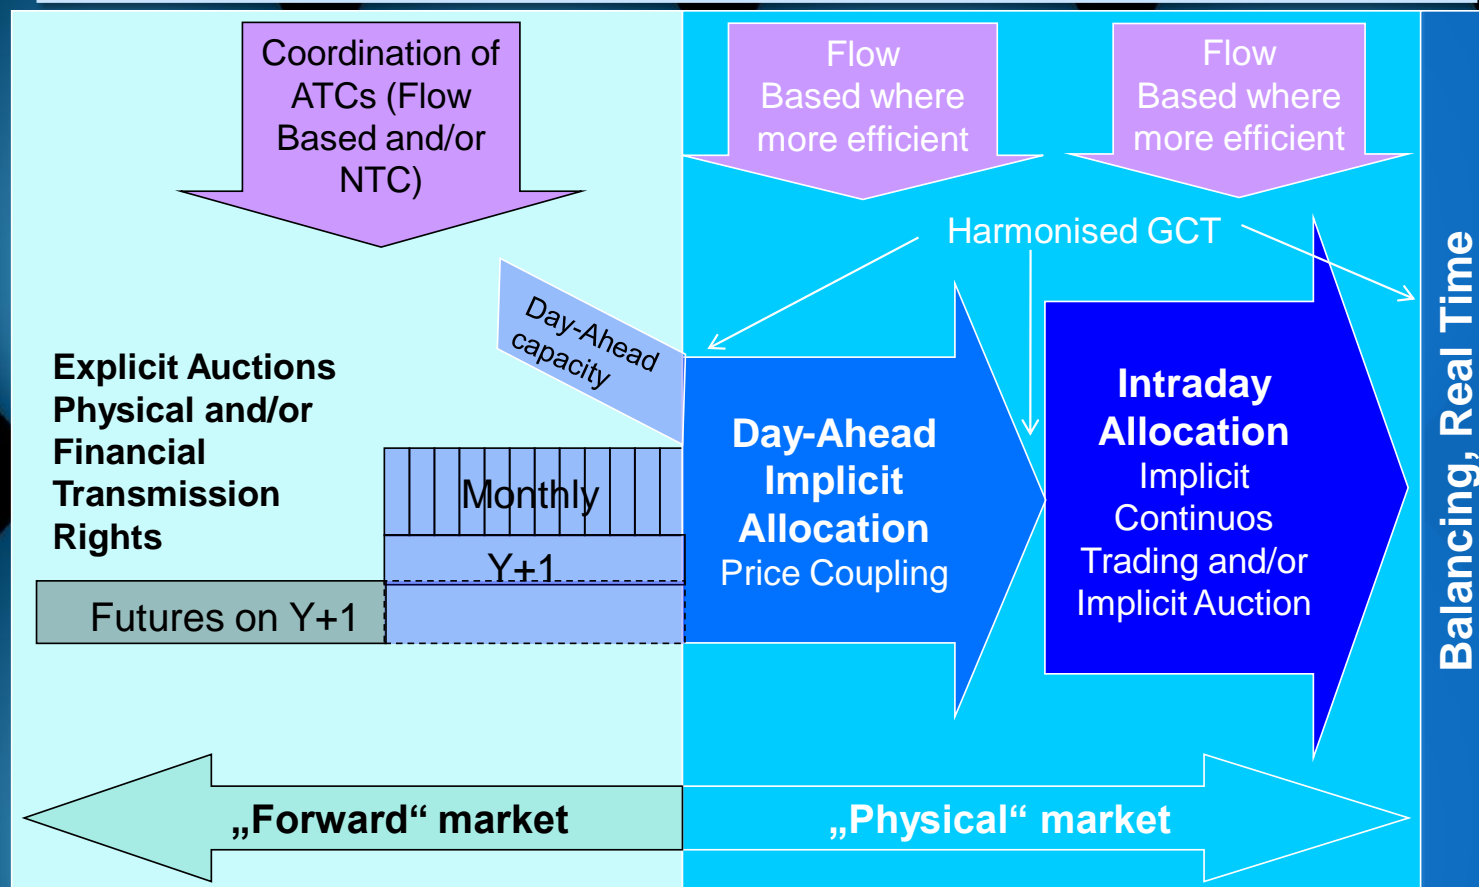 Coordination of
ATCs (Flow
Based and/or
NTC)
Flow
Based where
more efficient
Flow
Based where
more efficient
Harmonised GCT
Day-Ahead
capacity
Explicit Auctions
Physical and/or
Financial
Transmission
Rights
Monthly
Y+1
Futures on Y+1
Day-Ahead
Implicit
Allocation
Price Coupling
Intraday
Allocation
Implicit
Continuos
Trading and/or
Implicit Auction
Balancing, Real Time
„Forward“ market
„Physical“ market